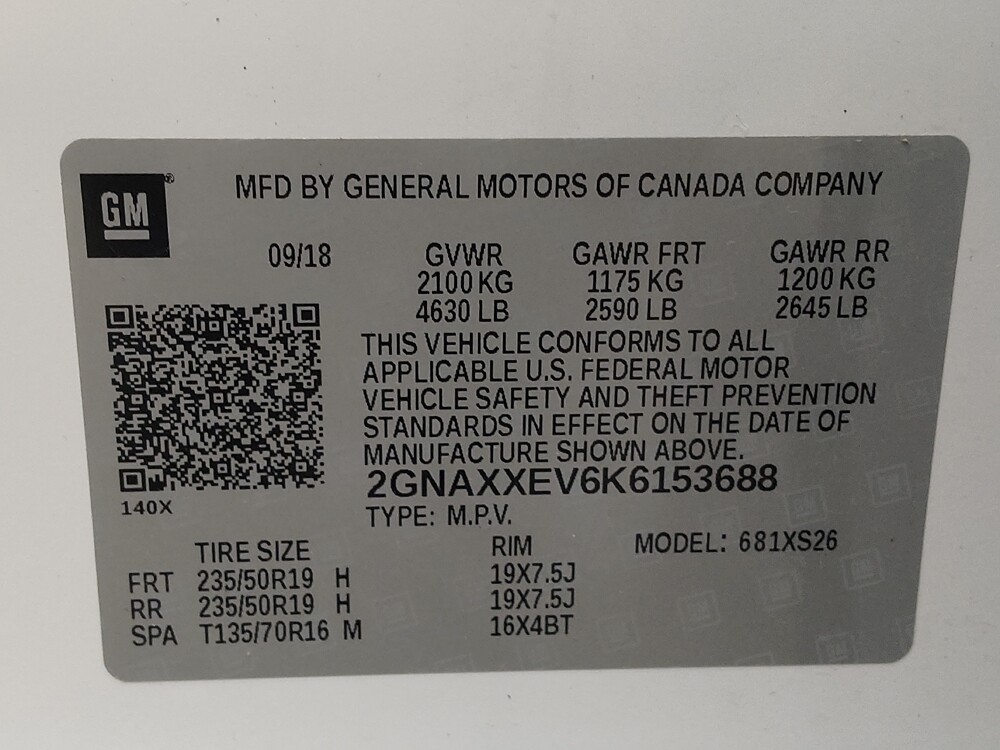 GM®
MFD BY GENERAL MOTORS OF CANADA COMPANY
09/18 GVWR GAWR FRT GAWR RR
2100 KG 1175 KG 1200 KG
4630 LB 2590 LB 2645 LB
THIS VEHICLE CONFORMS TO ALL
APPLICABLE U.S. FEDERAL MOTOR
VEHICLE SAFETY AND THEFT PREVENTION
STANDARDS IN EFFECT ON THE DATE OF
MANUFACTURE SHOWN ABOVE.
2GNAXXEV6K6153688
140X
TYPE: M.P.V.
TIRE SIZE RIM MODEL: 681XS26
FRT 235/50R19 H 19X7.5J
RR 235/50R19 H 19X7.5J
SPA T135/70R16 M 16X4BT